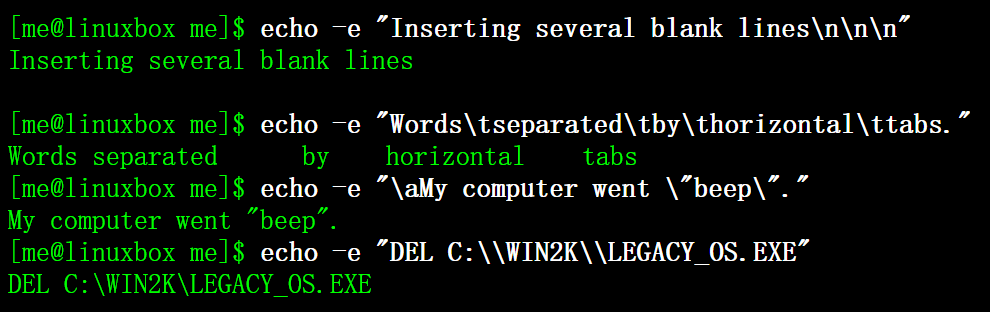 [me@linuxbox me]$ echo -e "Inserting several blank lines\n\n\n"
Inserting several blank lines
[me@linuxbox me]$ echo -e "Words\tseparated\tby\thorizontal\ttabs."
Words separated      by    horizontal    tabs
[me@linuxbox me]$ echo -e "\aMy computer went \"beep\"."
My computer went "beep".
[me@linuxbox me]$ echo -e "DEL C:\\WIN2K\\LEGACY_OS.EXE"
DEL C:\WIN2K\LEGACY_OS.EXE